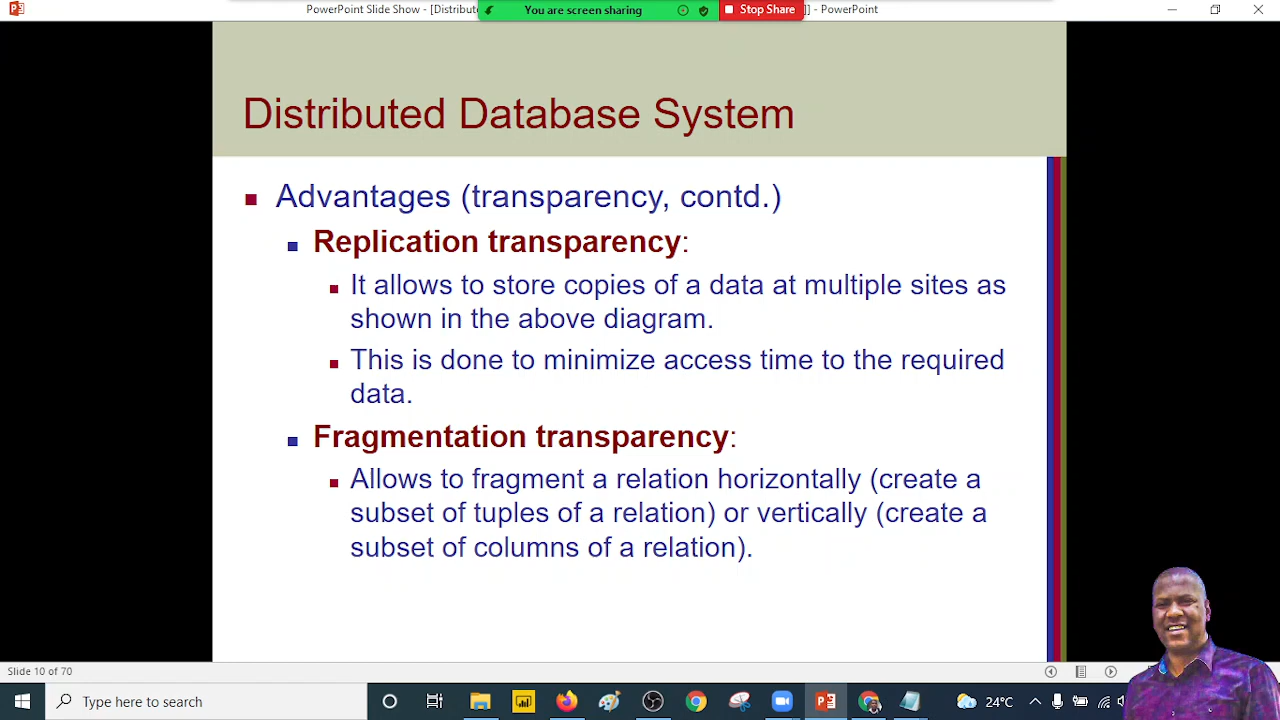 PowerPoint Slide Show - [Distribut
You are screen sharing
Stop Share
]] - PowerPoint
Distributed Database System
Advantages (transparency, contd.)
Replication transparency:
It allows to store copies of a data at multiple sites as
shown in the above diagram.
This is done to minimize access time to the required
data.
Fragmentation transparency:
Allows to fragment a relation horizontally (create a
subset of tuples of a relation) or vertically (create a
subset of columns of a relation).
Slide 10 of 70
Type here to search
24°C